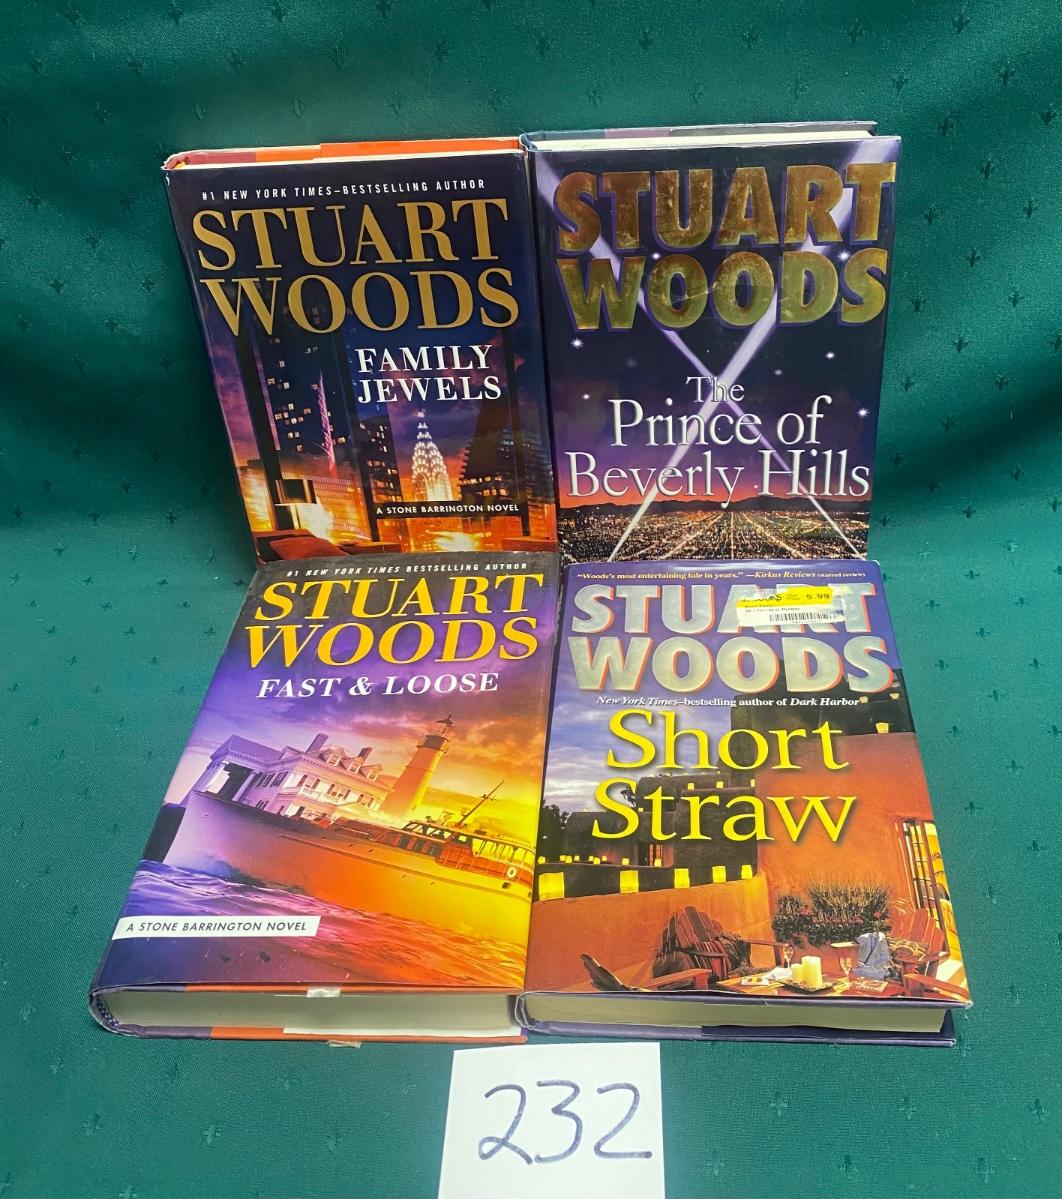 #1 NEW YORK TIMES–BESTSELLING AUTHOR
STUART
WOODS
FAMILY
JEWELS
A STONE BARRINGTON NOVEL
STUART
WOODS
The
Prince of
Beverly Hills
#1 NEW YORK TIMES BESTSELLING AUTHOR
STUART
WOODS
FAST & LOOSE
A STONE BARRINGTON NOVEL
"Woods's most entertaining tale in years." —Kirkus Reviews (starred review)
5.99
STUART
WOODS
New York Times–bestselling author of Dark Harbor
Short
Straw
232